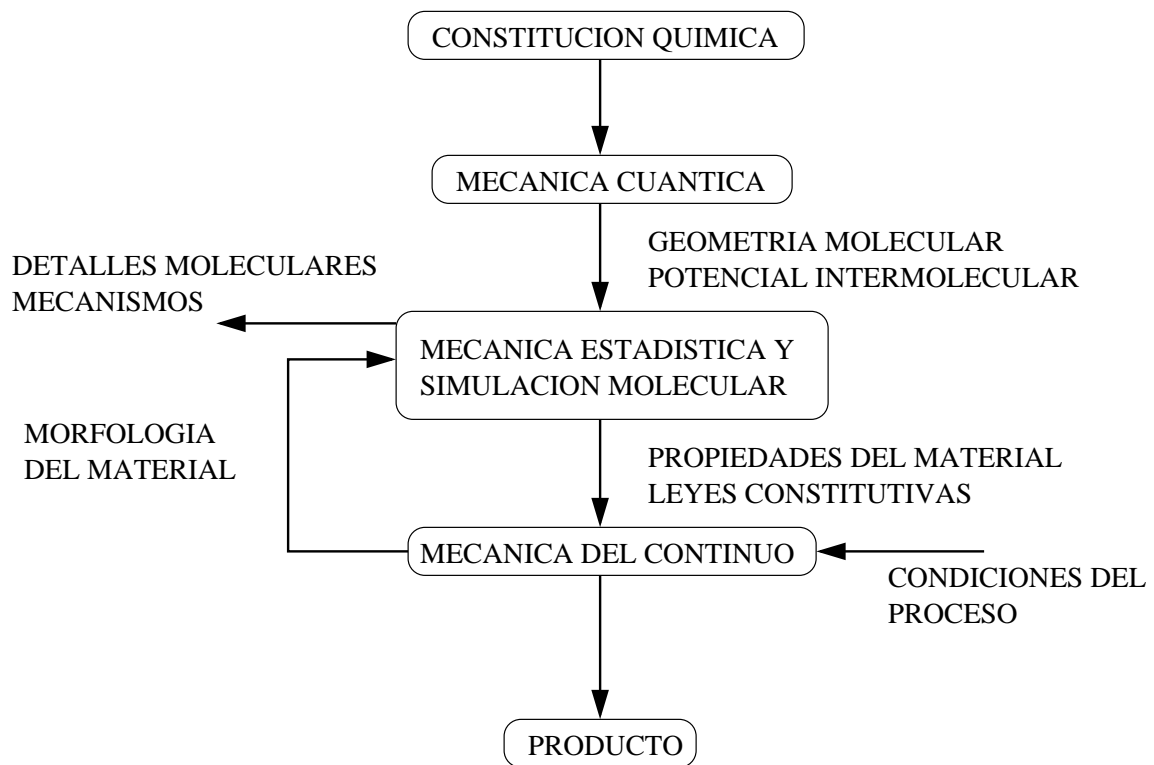 CONSTITUCION QUIMICA
MECANICA CUANTICA
GEOMETRIA MOLECULAR
POTENCIAL INTERMOLECULAR
DETALLES MOLECULARES
MECANISMOS
MECANICA ESTADISTICA Y
SIMULACION MOLECULAR
MORFOLOGIA
DEL MATERIAL
PROPIEDADES DEL MATERIAL
LEYES CONSTITUTIVAS
MECANICA DEL CONTINUO
CONDICIONES DEL
PROCESO
PRODUCTO